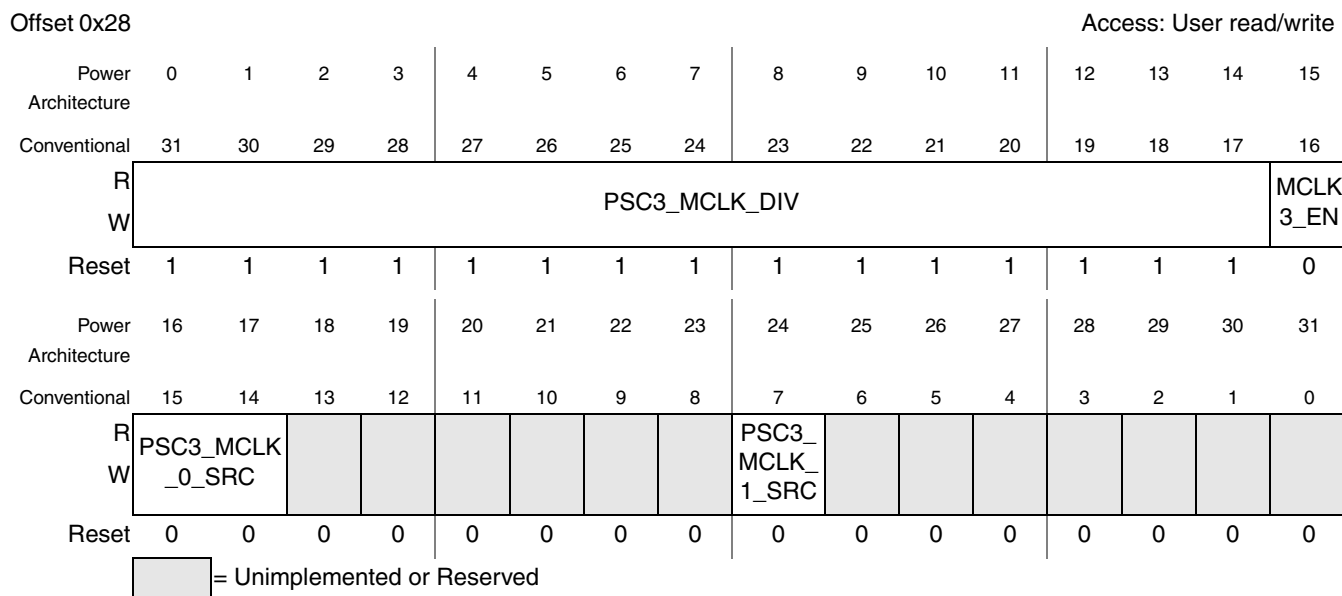 Offset 0x28 Access: User read/write
Power Architecture 0 1 2 3 4 5 6 7 8 9 10 11 12 13 14 15
Conventional 31 30 29 28 27 26 25 24 23 22 21 20 19 18 17 16
R
W
PSC3_MCLK_DIV
MCLK
3_EN
Reset 1 1 1 1 1 1 1 1 1 1 1 1 1 1 1 0
Power Architecture 16 17 18 19 20 21 22 23 24 25 26 27 28 29 30 31
Conventional 15 14 13 12 11 10 9 8 7 6 5 4 3 2 1 0
R
W
PSC3_MCLK
_0_SRC
PSC3_
MCLK_
1_SRC
Reset 0 0 0 0 0 0 0 0 0 0 0 0 0 0 0 0
= Unimplemented or Reserved